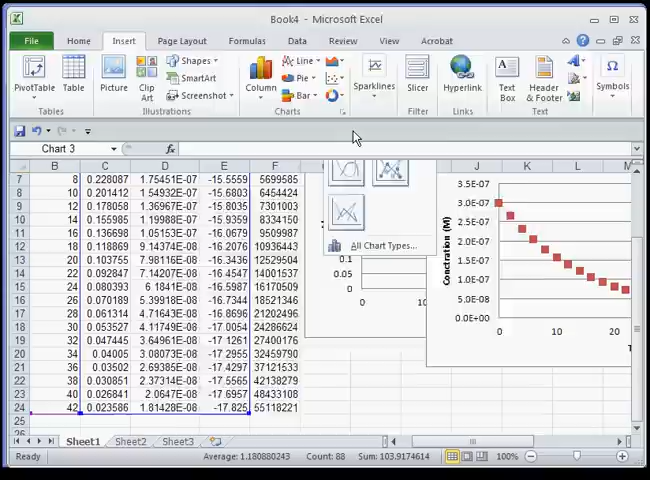 Book4 - Microsoft Excel
File Home Insert Page Layout Formulas Data Review View Acrobat
PivotTable Table Picture Clip Art Shapes SmartArt Screenshot Column Line Pie Bar Sparklines Slicer Hyperlink Text Box Header & Footer Symbols
Tables Illustrations Charts Filter Links Text
Chart 3 fx
B C D E F J K L M
7 8 0.228087 1.75451E-07 -15.5559 5699585
8 10 0.201412 1.54932E-07 -15.6803 6454424
9 12 0.178058 1.36967E-07 -15.8035 7301003
10 14 0.155985 1.19988E-07 -15.9359 8334150
11 16 0.136698 1.05153E-07 -16.0679 9509987
12 18 0.118869 9.14374E-08 -16.2076 10936443
13 20 0.103755 7.98116E-08 -16.3436 12529504
14 22 0.092847 7.14207E-08 -16.4547 14001537
15 24 0.080393 6.1841E-08 -16.5987 16170509
16 26 0.070189 5.39918E-08 -16.7344 18521346
17 28 0.061314 4.71643E-08 -16.8696 21202496
18 30 0.053527 4.11749E-08 -17.0054 24286624
19 32 0.047445 3.64961E-08 -17.1261 27400176
20 34 0.04005 3.08073E-08 -17.2955 32459790
21 36 0.03502 2.69385E-08 -17.4297 37121533
22 38 0.030851 2.37314E-08 -17.5565 42138279
23 40 0.026841 2.0647E-08 -17.6957 48433108
24 42 0.023586 1.81428E-08 -17.825 55118221
25
All Chart Types...
0.1
0.05
0
0 10
3.5E-07
3.0E-07
2.5E-07
2.0E-07
1.5E-07
1.0E-07
5.0E-08
0.0E+00
0 10 20
Conctration (M)
Sheet1 Sheet2 Sheet3
Ready Average: 1.180880243 Count: 88 Sum: 103.9174614 100%